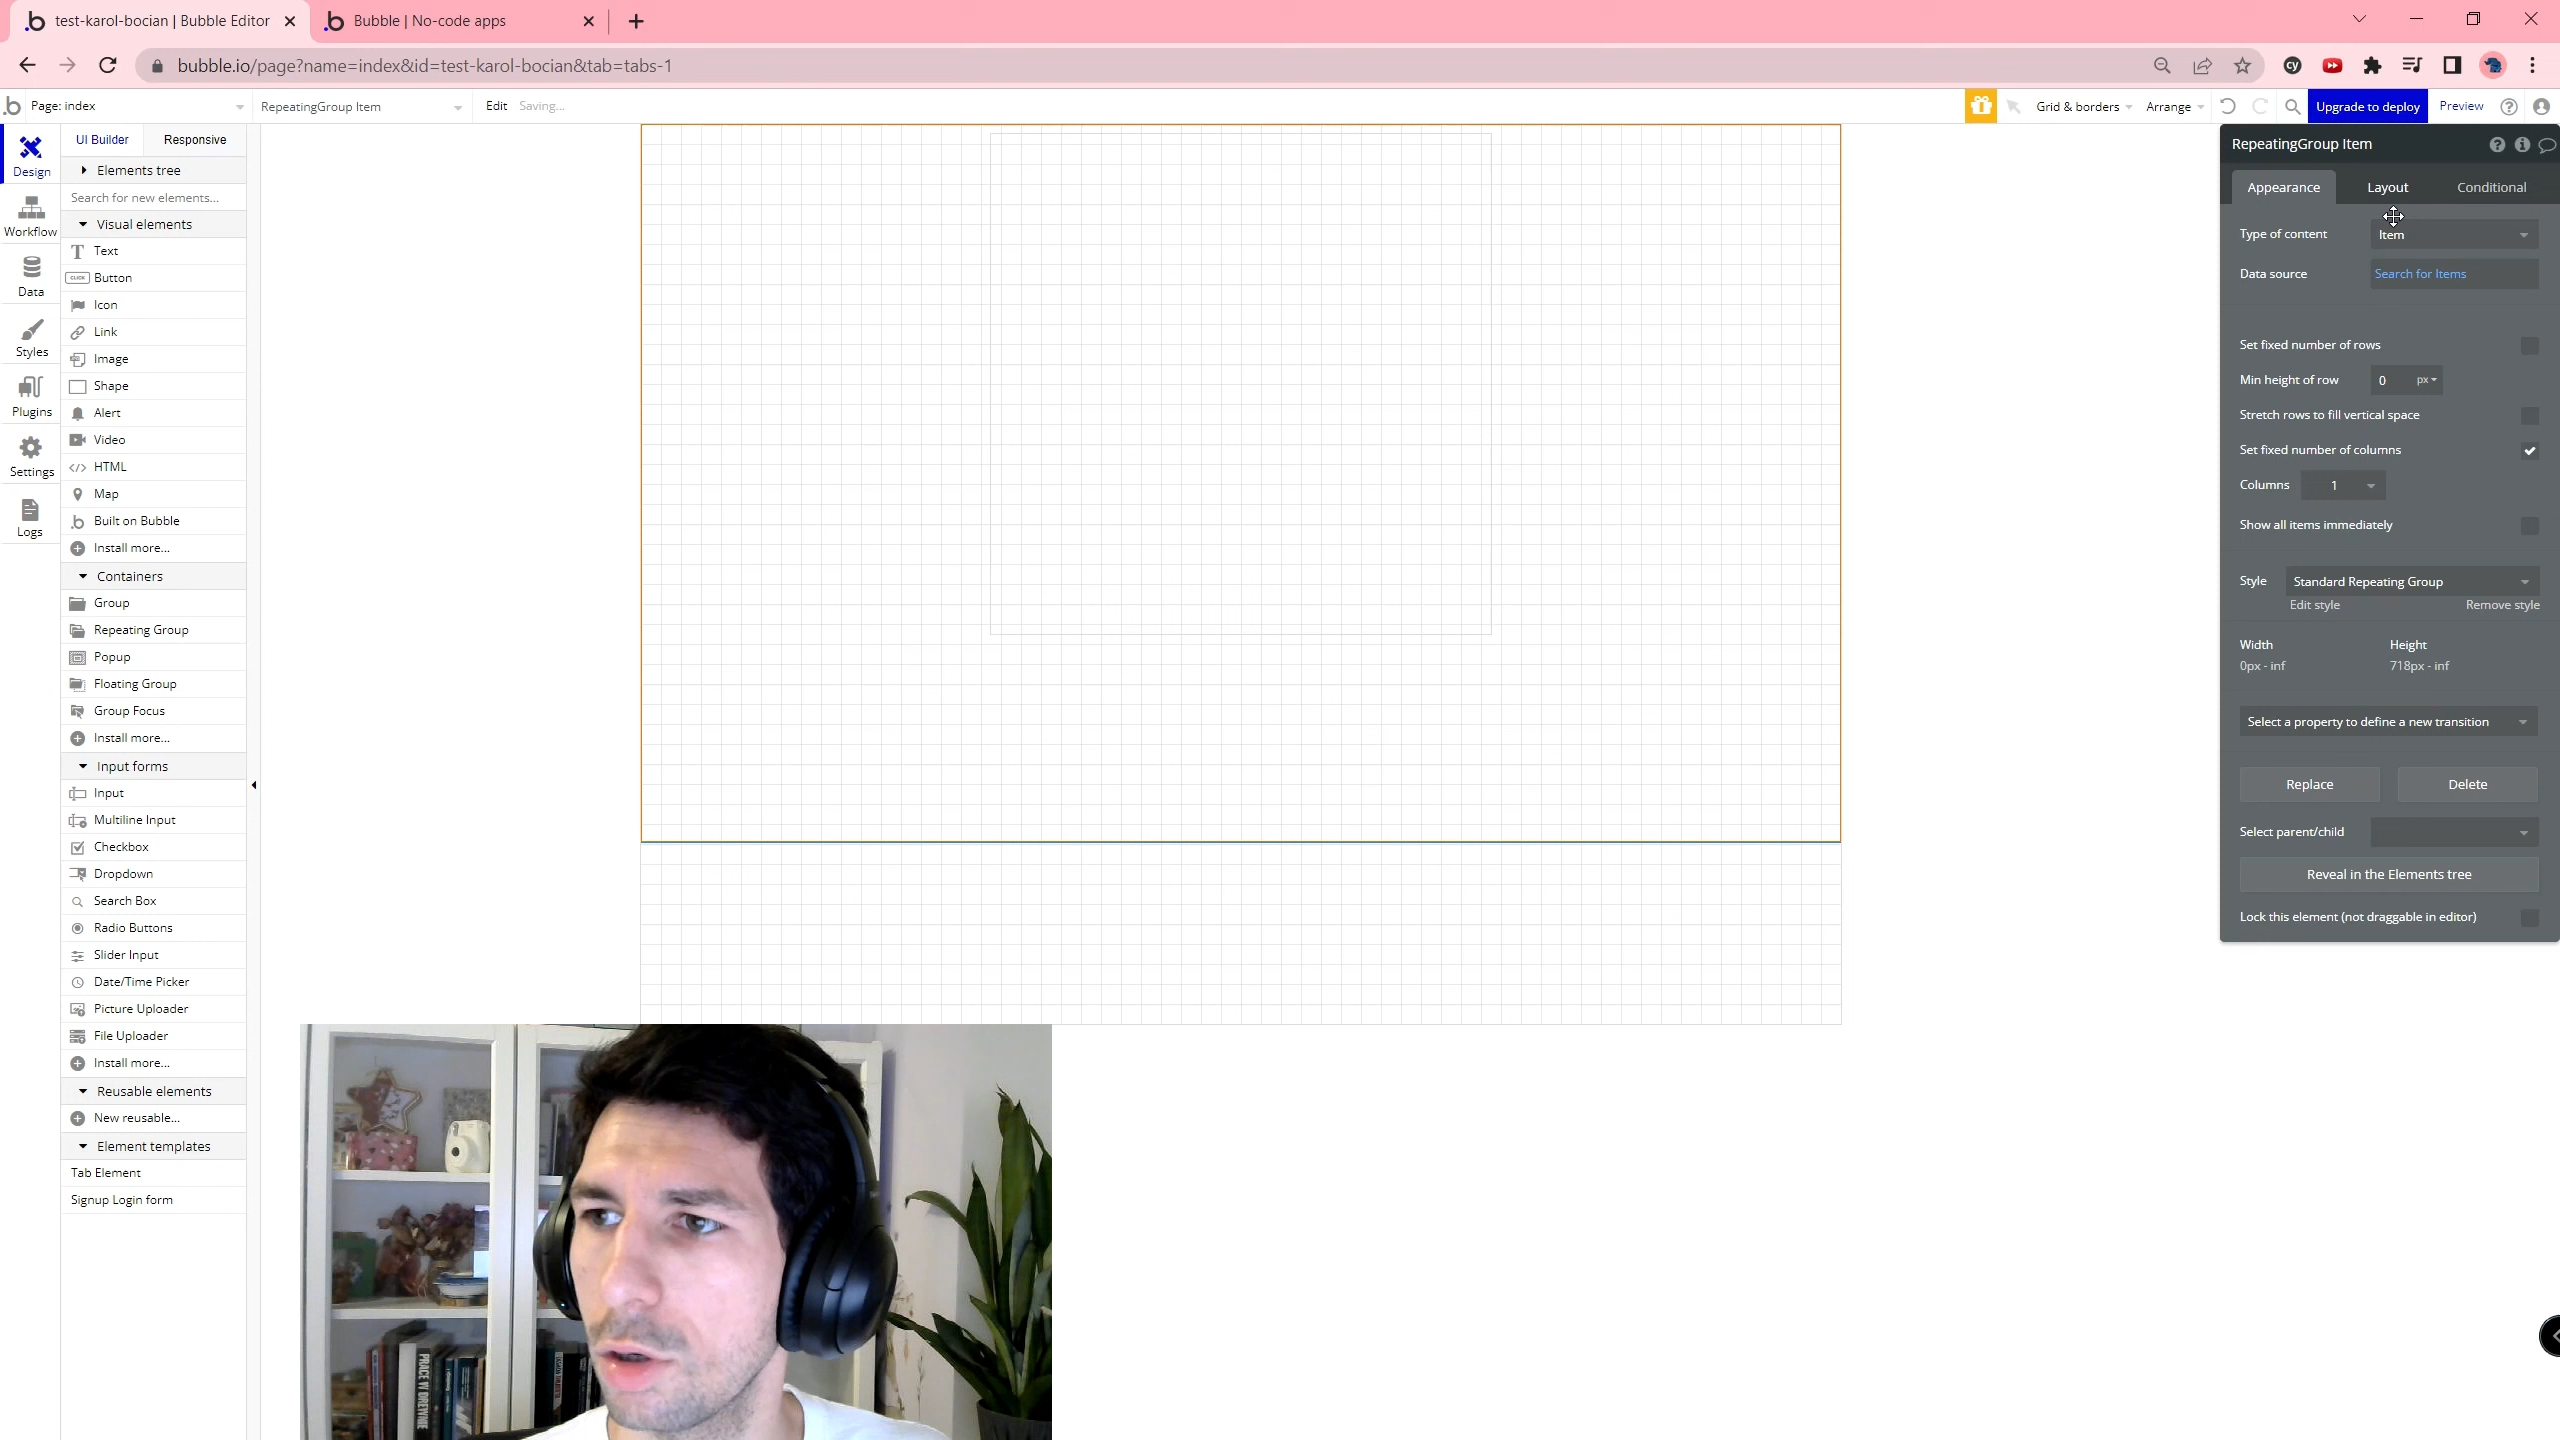 test-karol-bocian | Bubble Editor
Bubble | No-code apps
bubble.io/page?name=index&id=test-karol-bocian&tab=tabs-1
Page: index
RepeatingGroup Item
Edit
Saving...
Grid & borders
Arrange
Upgrade to deploy
Preview
Design
Workflow
Data
Styles
Plugins
Settings
Logs
UI Builder
Responsive
Elements tree
Search for new elements...
Visual elements
Text
Button
Icon
Link
Image
Shape
Alert
Video
HTML
Map
Built on Bubble
Install more...
Containers
Group
Repeating Group
Popup
Floating Group
Group Focus
Install more...
Input forms
Input
Multiline Input
Checkbox
Dropdown
Search Box
Radio Buttons
Slider Input
Date/Time Picker
Picture Uploader
File Uploader
Install more...
Reusable elements
New reusable...
Element templates
Tab Element
Signup Login form
RepeatingGroup Item
Appearance
Layout
Conditional
Type of content
Item
Data source
Search for Items
Set fixed number of rows
Min height of row
0
px
Stretch rows to fill vertical space
Set fixed number of columns
Columns
1
Show all items immediately
Style
Standard Repeating Group
Edit style
Remove style
Width
Height
0px - inf
718px - inf
Select a property to define a new transition
Replace
Delete
Select parent/child
Reveal in the Elements tree
Lock this element (not draggable in editor)